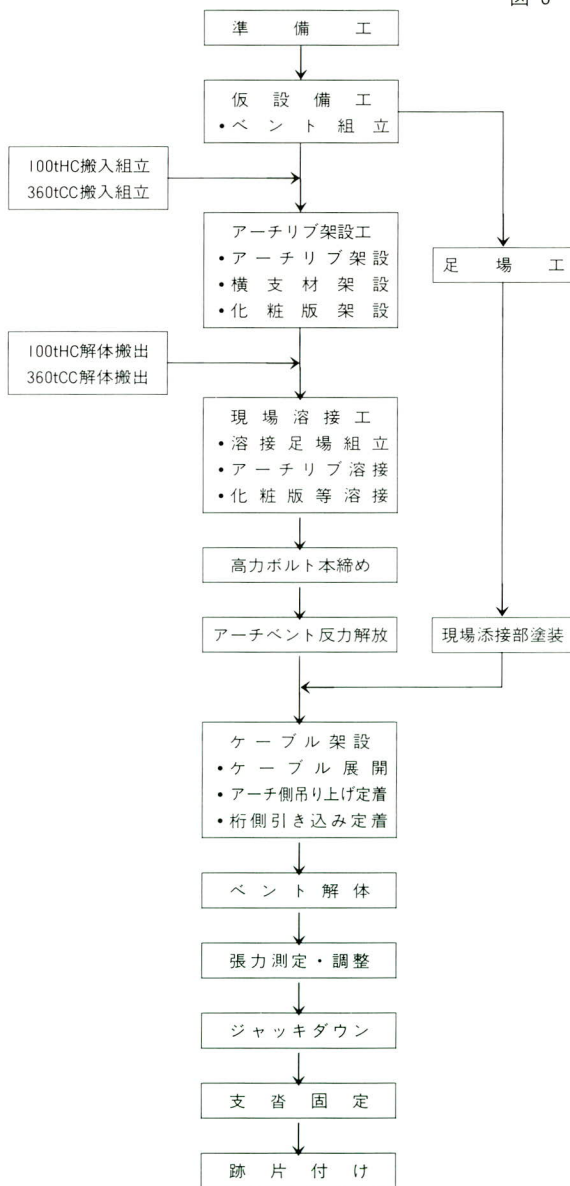 図 6
準備工
仮設備工
•ベント組立
100tHC搬入組立
360tCC搬入組立
アーチリブ架設工
•アーチリブ架設
•横支材架設
•化粧版架設
足場工
100tHC解体搬出
360tCC解体搬出
現場溶接工
•溶接足場組立
•アーチリブ溶接
•化粧版等溶接
高力ボルト本締め
アーチベント反力解放
現場添接部塗装
ケーブル架設
•ケーブル展開
•アーチ側吊り上げ定着
•桁側引き込み定着
ベント解体
張力測定・調整
ジャッキダウン
支沓固定
跡片付け